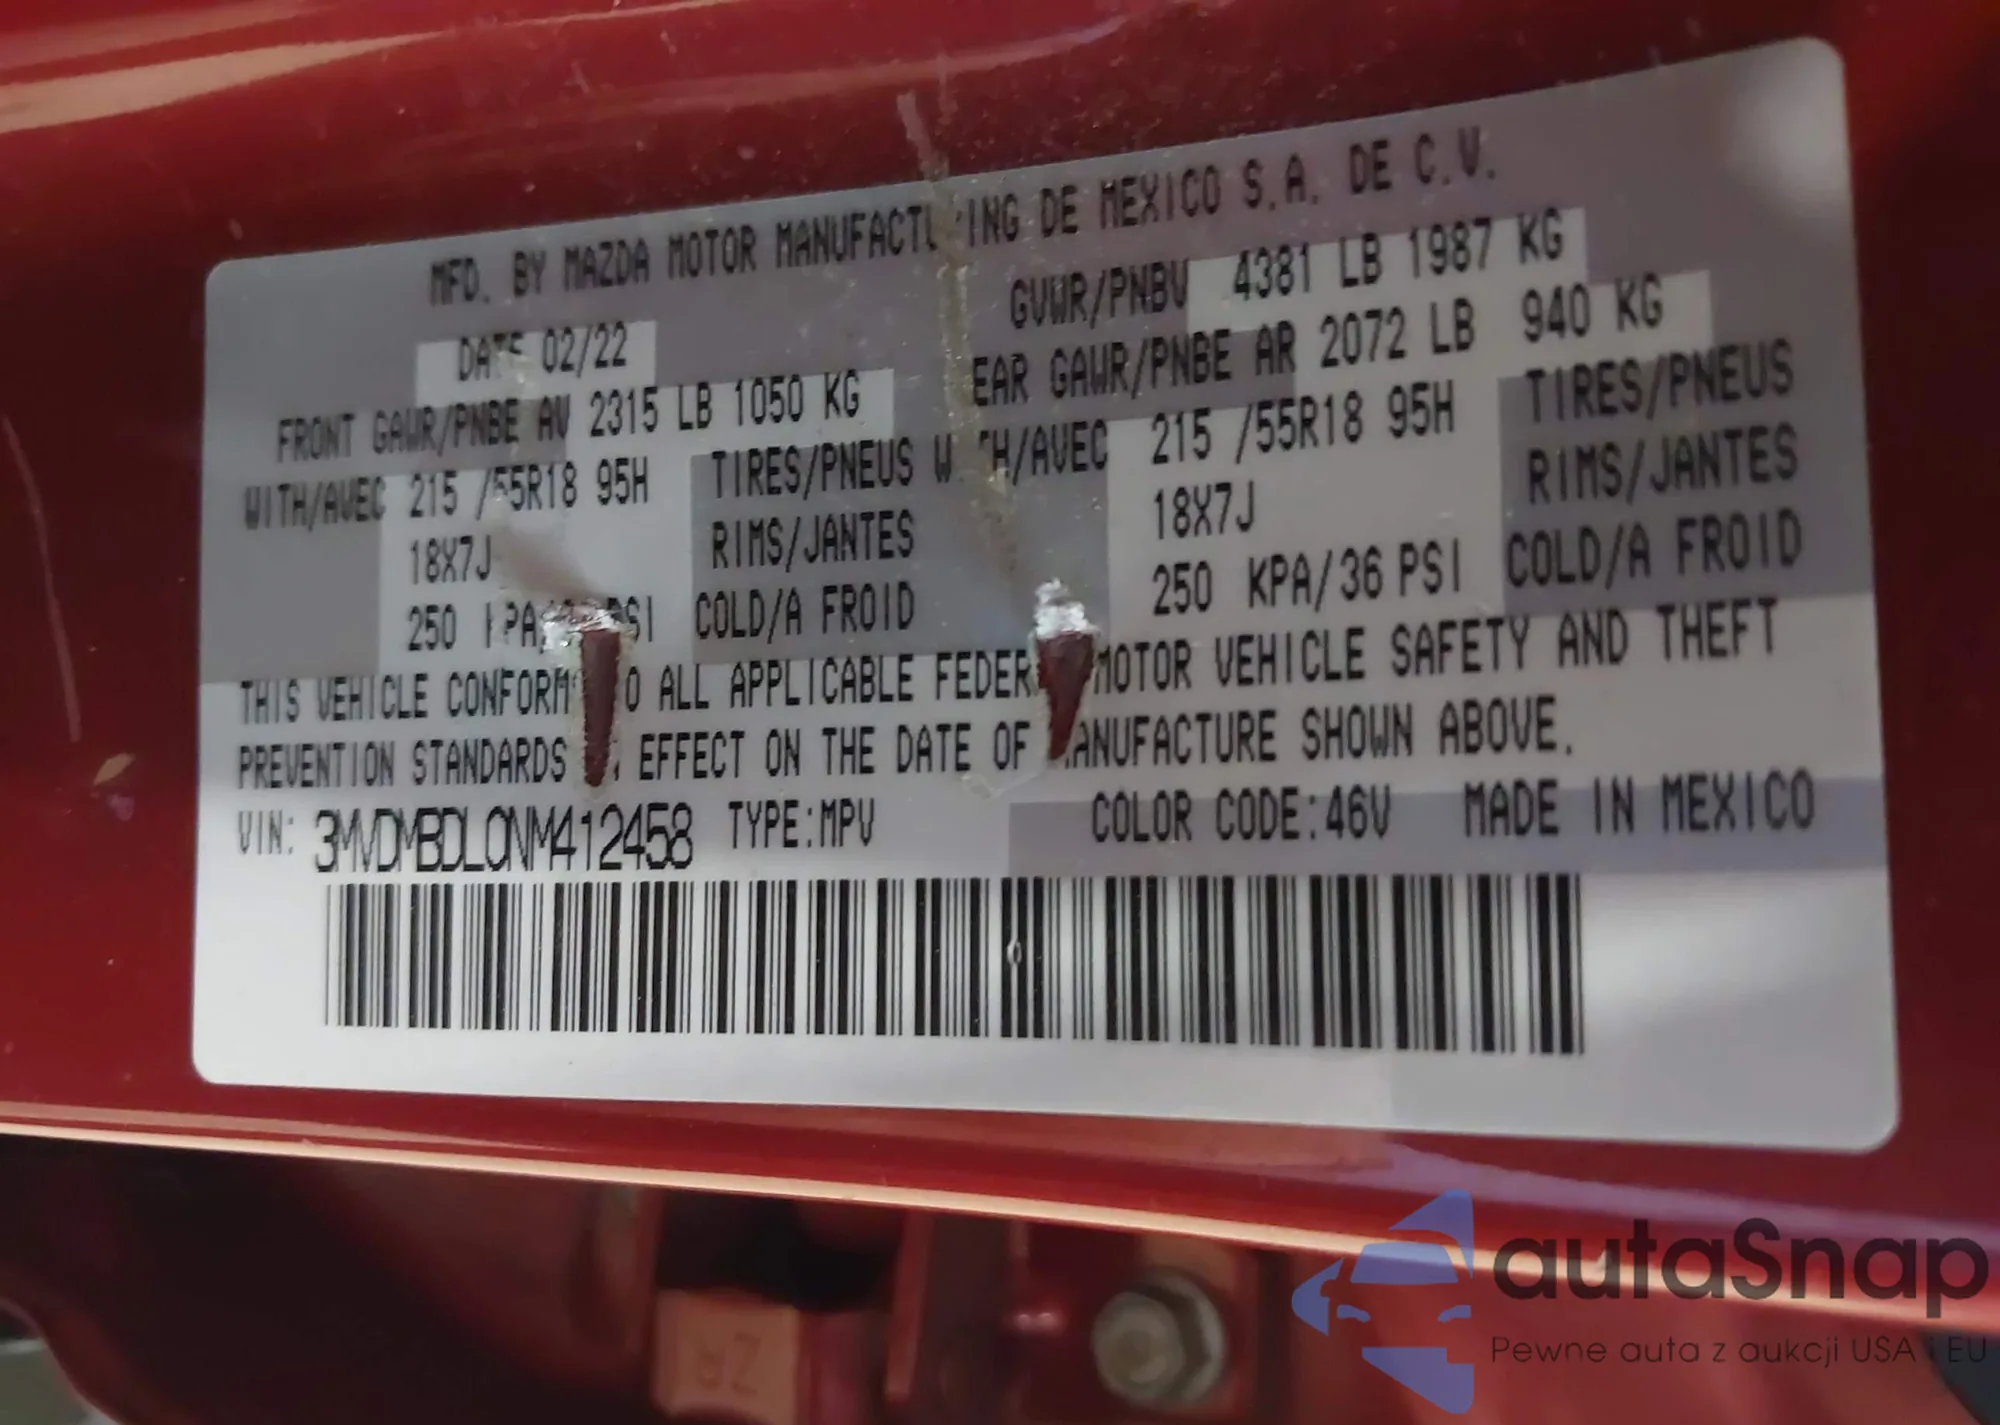 MFD. BY MAZDA MOTOR MANUFACTURING DE MEXICO S.A. DE C.V.
DATE 02/22 GVWR/PNBV 4381 LB 1987 KG
FRONT GAWR/PNBE AV 2315 LB 1050 KG EAR GAWR/PNBE AR 2072 LB 940 KG
WITH/AVEC 215 /55R18 95H TIRES/PNEUS W TH/AVEC 215 /55R18 95H TIRES/PNEUS
18X7J RIMS/JANTES 18X7J RIMS/JANTES
250 KPA/ PSI COLD/A FROID 250 KPA/36 PSI COLD/A FROID
THIS VEHICLE CONFORM O ALL APPLICABLE FEDER MOTOR VEHICLE SAFETY AND THEFT
PREVENTION STANDARDS EFFECT ON THE DATE OF MANUFACTURE SHOWN ABOVE.
VIN: 3MVDMBDL0NM412458 TYPE:MPV COLOR CODE:46V MADE IN MEXICO
autaSnap
Pewne auta z aukcji USA i EU